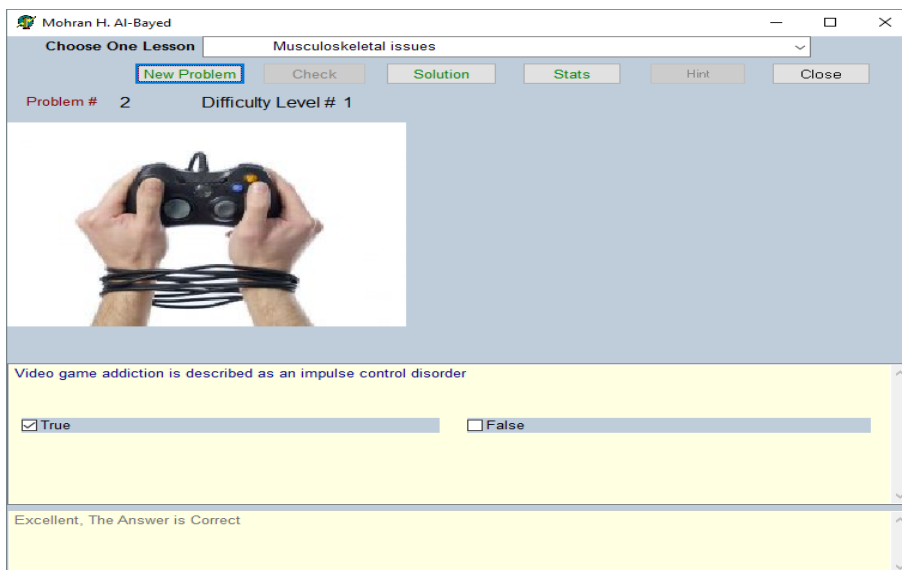 Mohran H. Al-Bayed
Choose One Lesson Musculoskeletal issues
New Problem Check Solution Stats Hint Close
Problem # 2 Difficulty Level # 1
Video game addiction is described as an impulse control disorder
True False
Excellent, The Answer is Correct